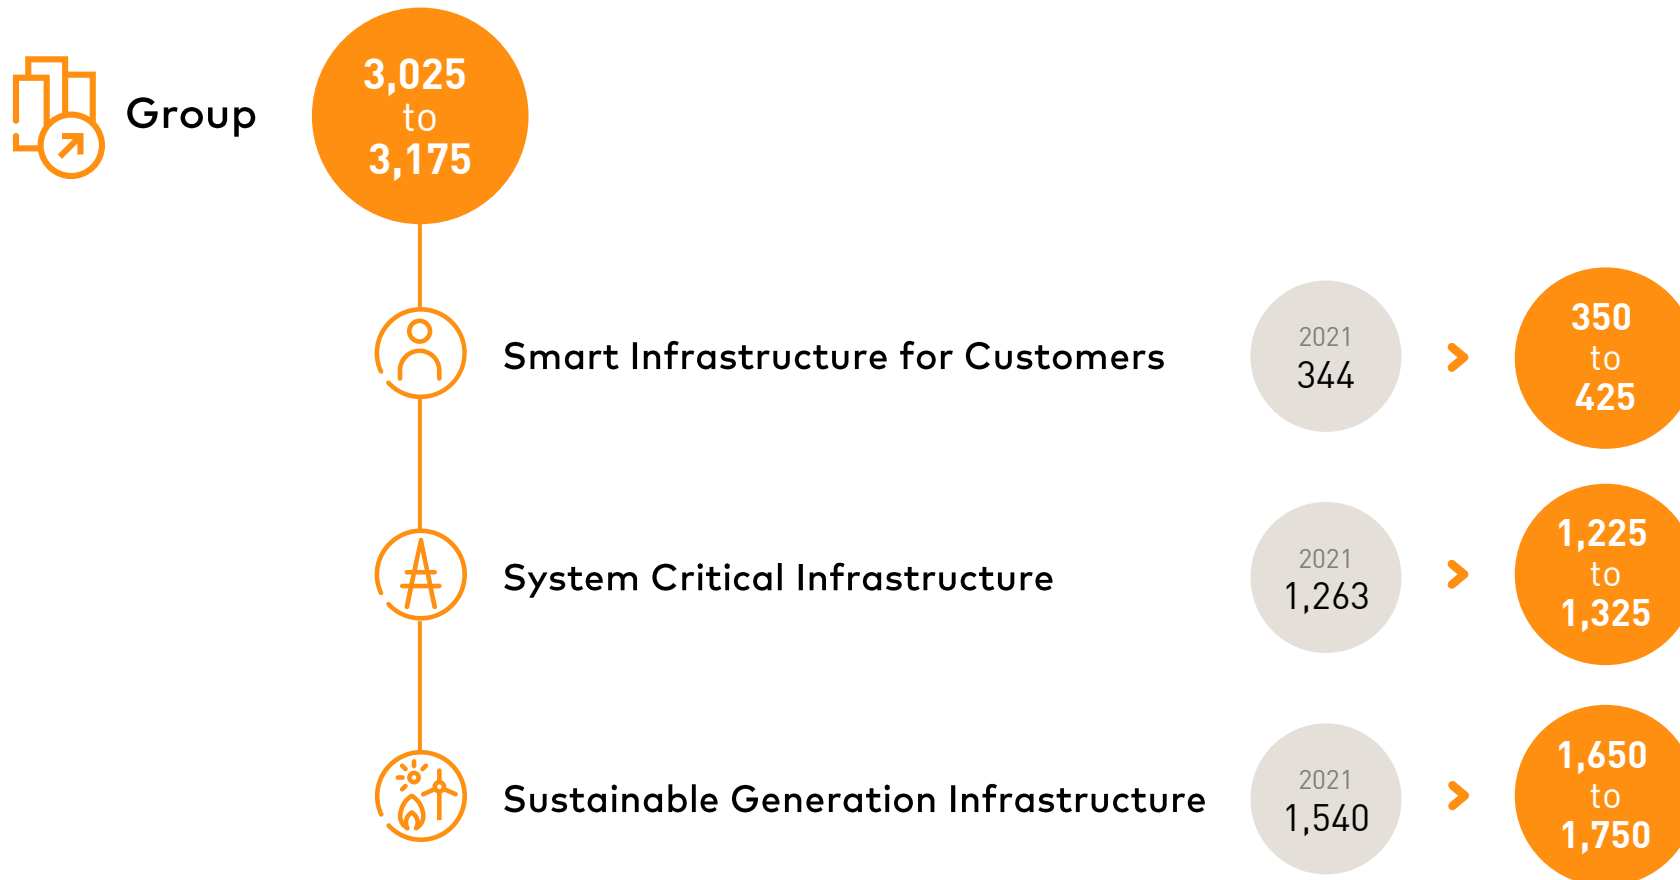 Group
3,025
to
3,175
Smart Infrastructure for Customers
2021
344
350
to
425
System Critical Infrastructure
2021
1,263
1,225
to
1,325
Sustainable Generation Infrastructure
2021
1,540
1,650
to
1,750